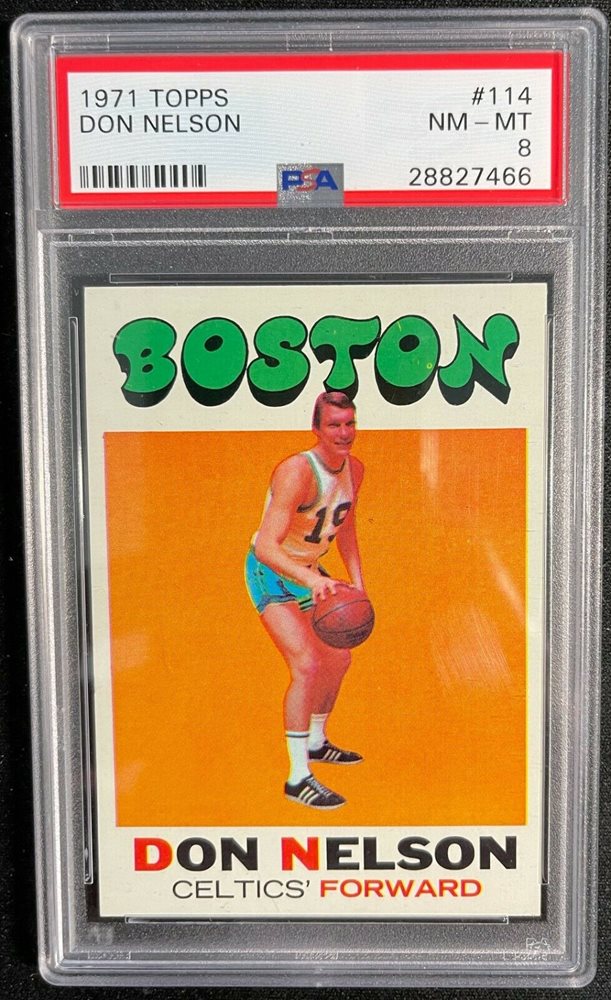 1971 TOPPS #114
DON NELSON NM – MT
8
PSA 28827466
BOSTON
19
DON NELSON
CELTICS' FORWARD